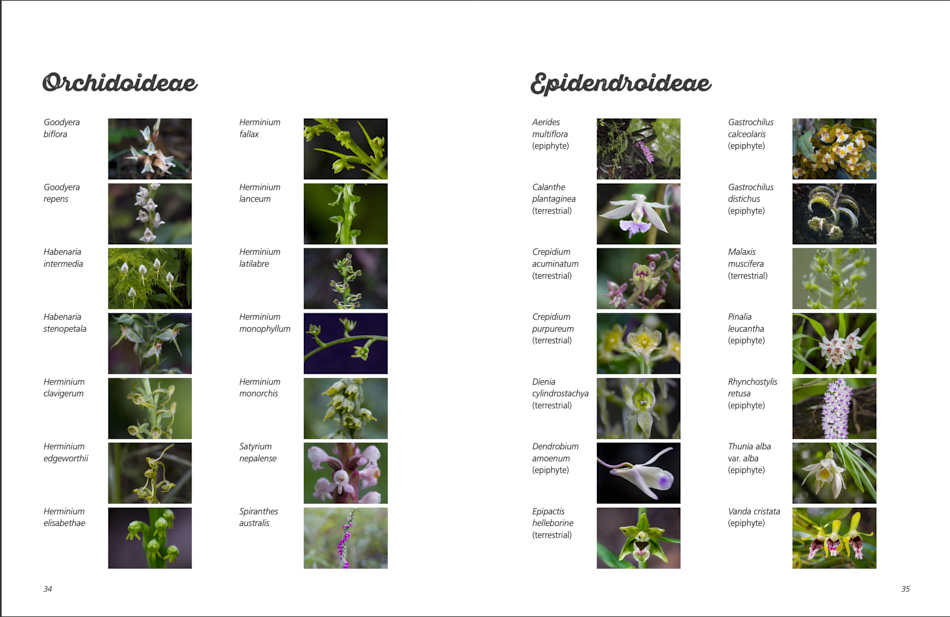 Orchidoideae
Goodyera
biflora
Goodyera
repens
Habenaria
intermedia
Habenaria
stenopetala
Herminium
clavigerum
Herminium
edgeworthii
Herminium
elisabethae
Herminium
fallax
Herminium
lanceum
Herminium
latilabre
Herminium
monophyllum
Herminium
monorchis
Satyrium
nepalense
Spiranthes
australis
34
Epidendroideae
Aerides
multiflora
(epiphyte)
Calanthe
plantaginea
(terrestrial)
Crepidium
acuminatum
(terrestrial)
Crepidium
purpureum
(terrestrial)
Dienia
cylindrostachya
(terrestrial)
Dendrobium
amoenum
(epiphyte)
Epipactis
helleborine
(terrestrial)
Gastrochilus
calceolaris
(epiphyte)
Gastrochilus
distichus
(epiphyte)
Malaxis
muscifera
(terrestrial)
Pinalia
leucantha
(epiphyte)
Rhynchostylis
retusa
(epiphyte)
Thunia alba
var. alba
(epiphyte)
Vanda cristata
(epiphyte)
35